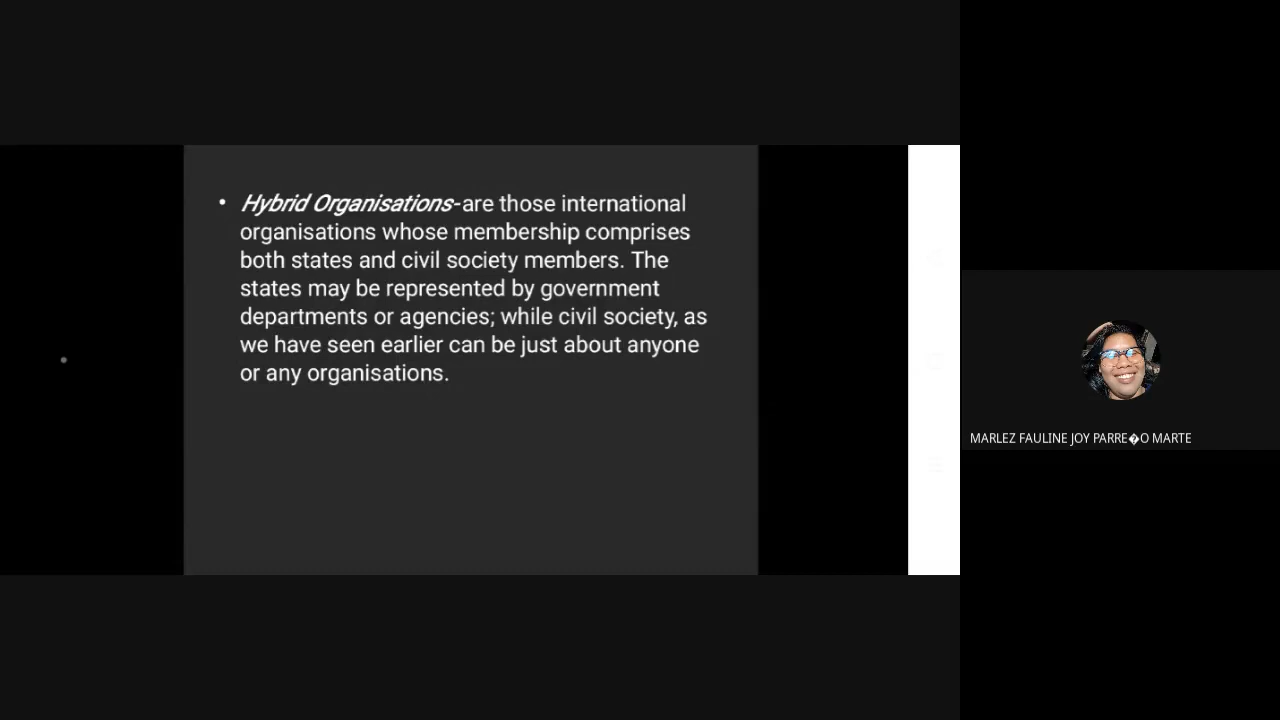 • Hybrid Organisations-are those international
organisations whose membership comprises
both states and civil society members. The
states may be represented by government
departments or agencies; while civil society, as
we have seen earlier can be just about anyone
or any organisations.
MARLEZ FAULINE JOY PARRE�O MARTE